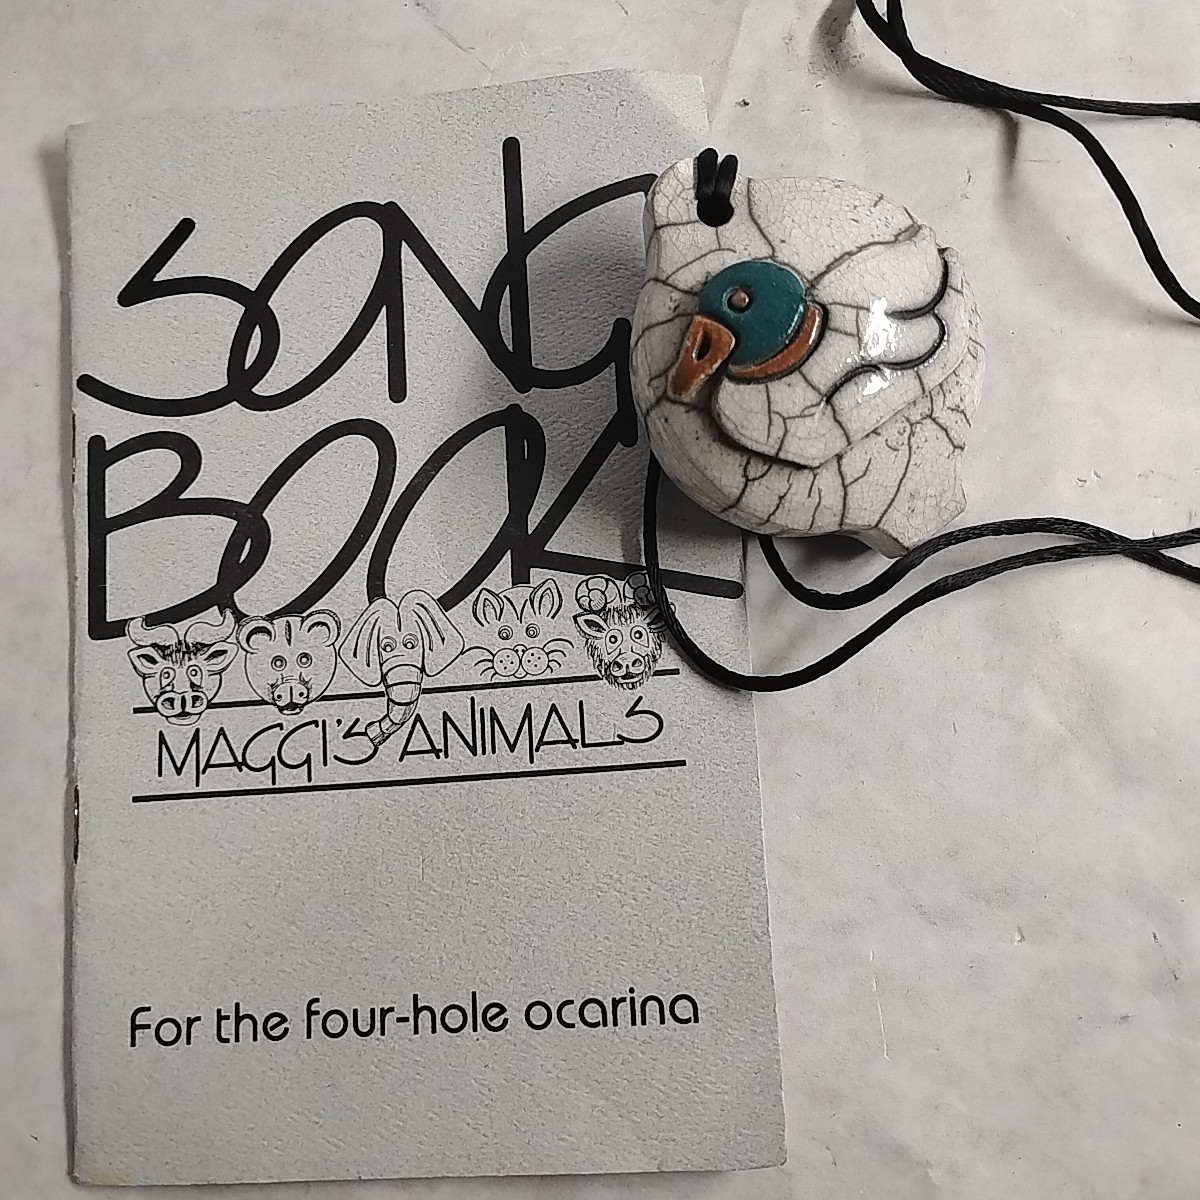 SONG
BOOK
MAGGI'S ANIMALS
For the four-hole ocarina